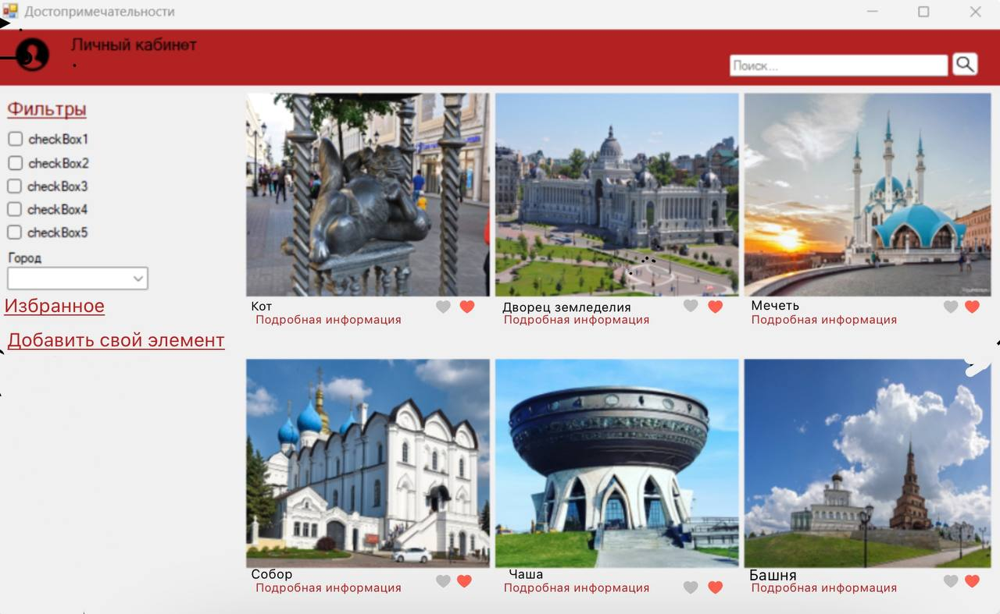 Достопримечательности
Личный кабинет
Поиск...
Фильтры
checkBox1
checkBox2
checkBox3
checkBox4
checkBox5
Город
Избранное
Добавить свой элемент
Кот
Подробная информация
Дворец земледелия
Подробная информация
Мечеть
Подробная информация
Собор
Подробная информация
Чаша
Подробная информация
Башня
Подробная информация